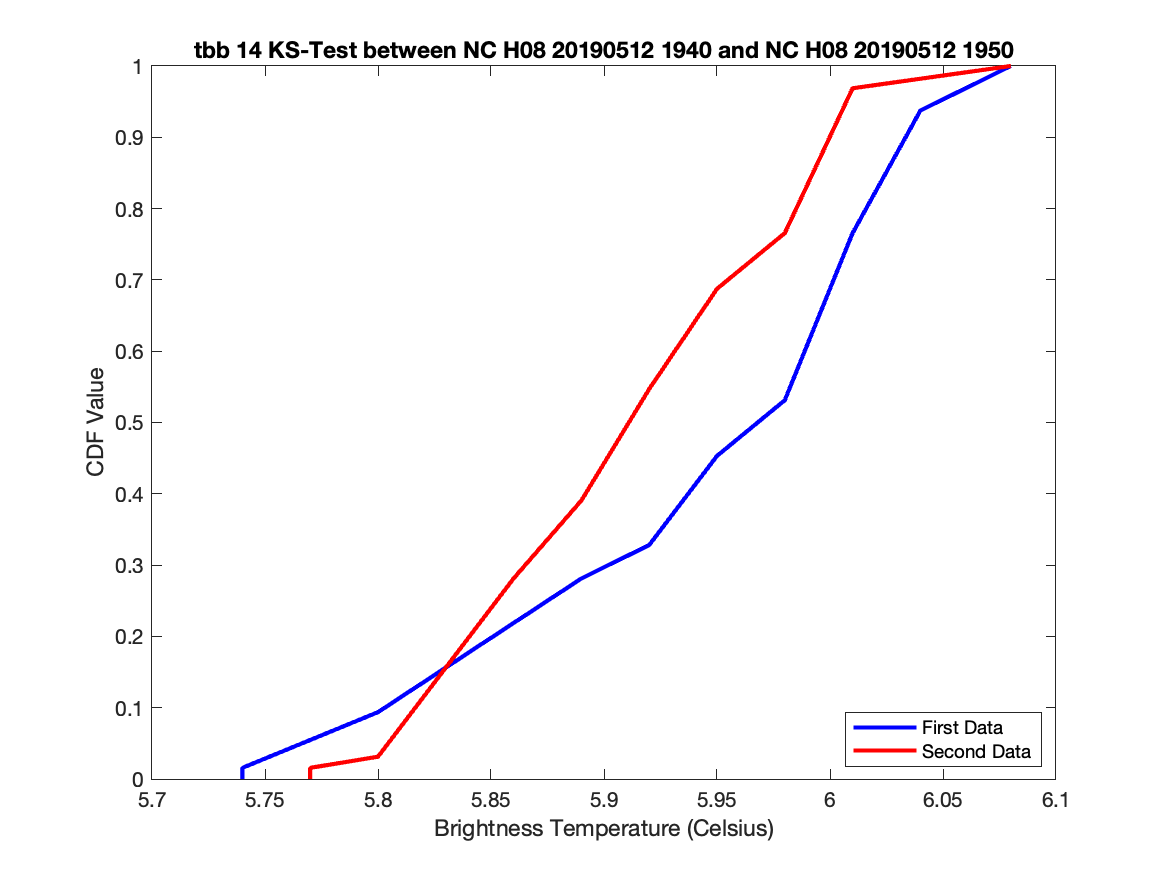 tbb 14 KS-Test between NC H08 20190512 1940 and NC H08 20190512 1950
1
0.9
0.8
0.7
0.6
0.5
0.4
0.3
0.2
0.1
0
CDF Value
First Data
Second Data
5.7 5.75 5.8 5.85 5.9 5.95 6 6.05 6.1
Brightness Temperature (Celsius)